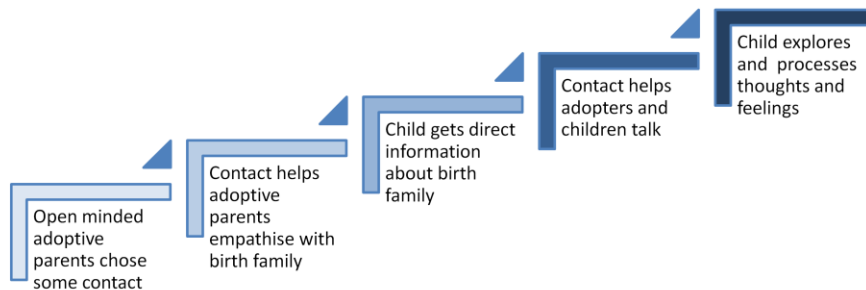 Open minded
adoptive
parents chose
some contact
Contact helps
adoptive
parents
empathise with
birth family
Child gets direct
information
about birth
family
Contact helps
adopters and
children talk
Child explores
and processes
thoughts and
feelings